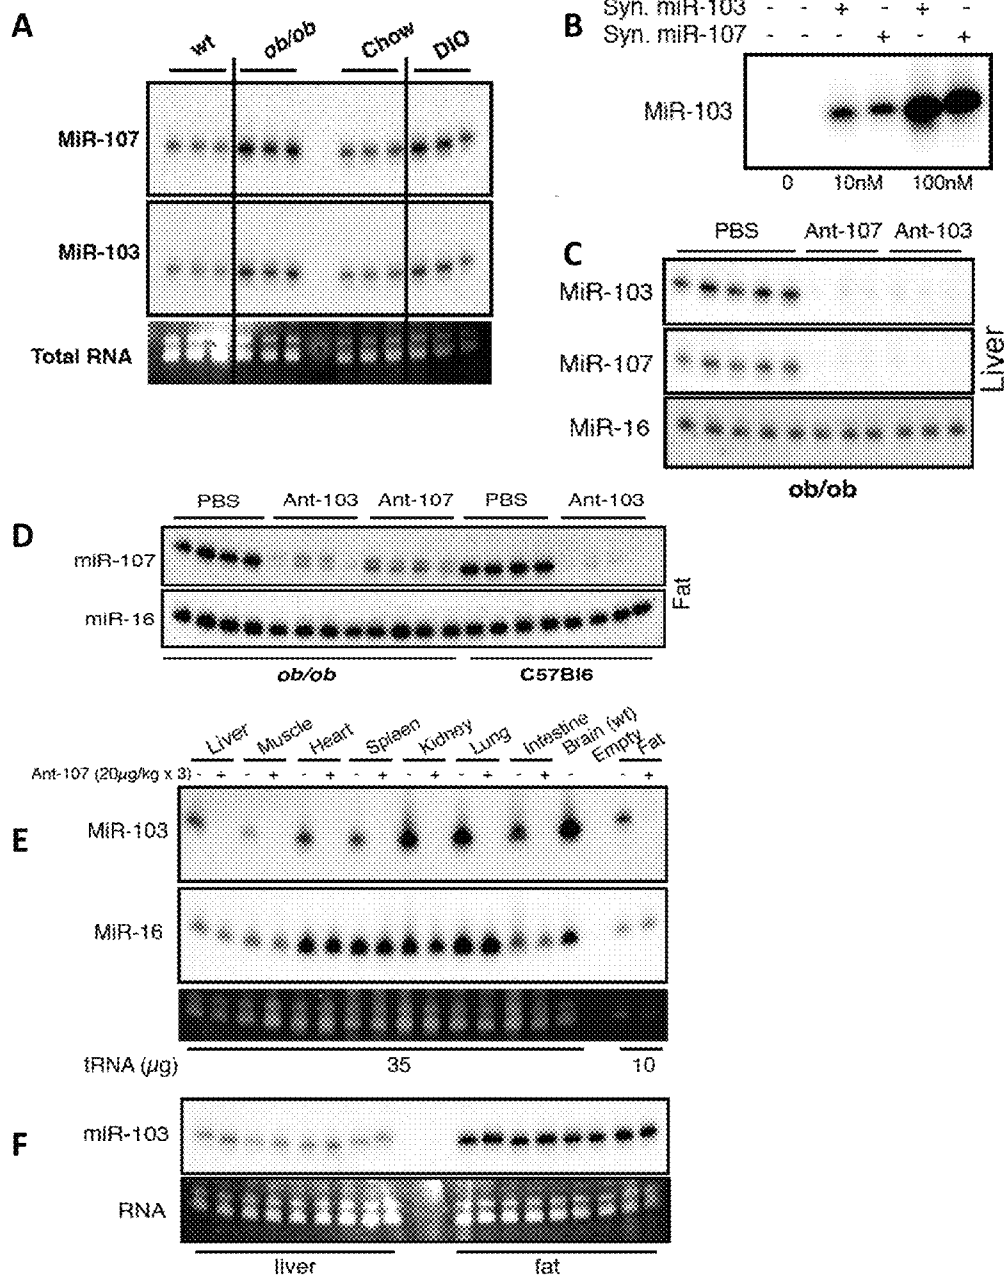 A
wt ob/ob Chow DIO
MiR-107
MiR-103
Total RNA
B
Syn. miR-103 - - + - + -
Syn. miR-107 - - - + - +
MiR-103
0 10nM 100nM
C
PBS Ant-107 Ant-103
MiR-103
MiR-107
MiR-16
Liver
ob/ob
D
PBS Ant-103 Ant-107 PBS Ant-103
miR-107
miR-16
Fat
ob/ob C57Bl6
E
Liver Muscle Heart Spleen Kidney Lung Intestine Brain (wt) Empty Fat
Ant-107 (20µg/kg x 3) - + - + - + - + - + - + - + - - +
MiR-103
MiR-16
tRNA (µg) 35 10
F
miR-103
RNA
liver fat